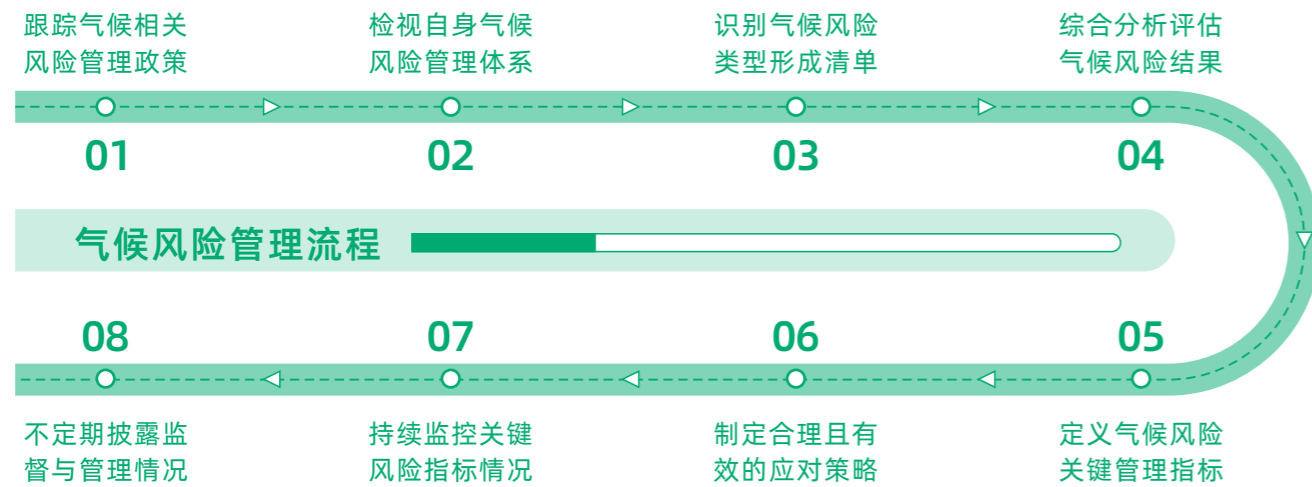 跟踪气候相关
风险管理政策
检视自身气候
风险管理体系
识别气候风险
类型形成清单
综合分析评估
气候风险结果
01
02
03
04
气候风险管理流程
08
07
06
05
不定期披露监
督与管理情况
持续监控关键
风险指标情况
制定合理且有
效的应对策略
定义气候风险
关键管理指标